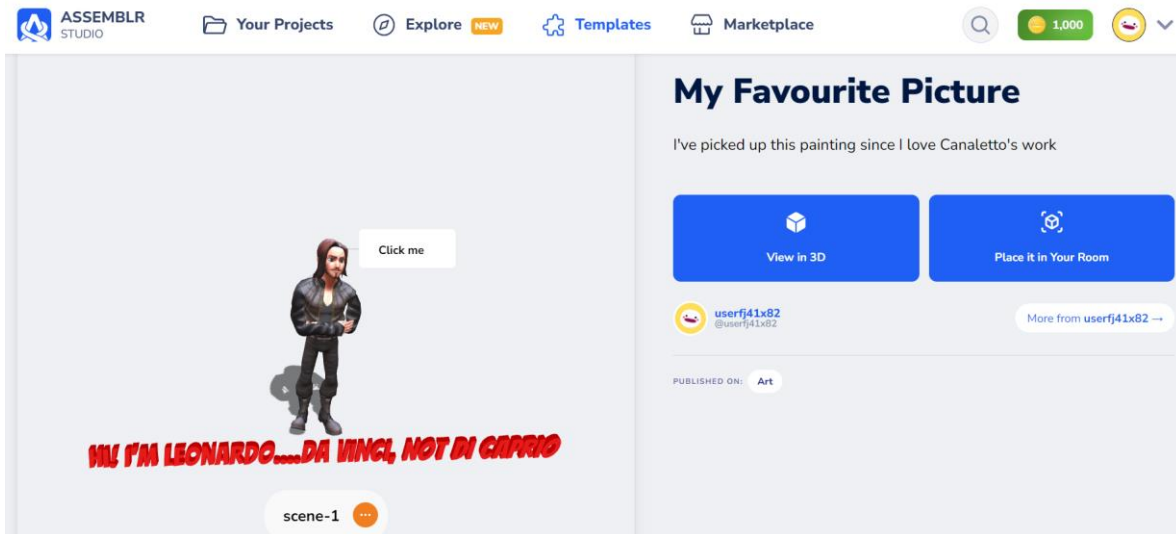 ASSEMBLR
STUDIO
Your Projects
Explore NEW
Templates
Marketplace
1,000
My Favourite Picture
I've picked up this painting since I love Canaletto's work
View in 3D
Place it in Your Room
userfj41x82
@userfj41x82
More from userfj41x82 →
PUBLISHED ON: Art
Click me
HI! I'M LEONARDO....DA VINCI, NOT DI CAPRIO
scene-1